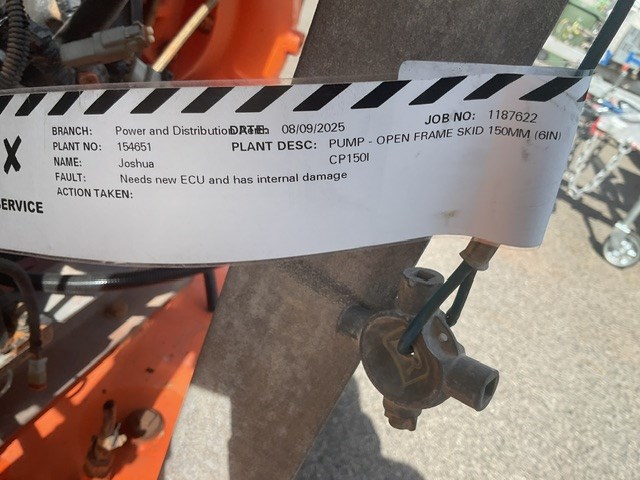 JOB NO: 1187622
BRANCH: Power and Distribution DATE: 08/09/2025
PLANT NO: 154651 PLANT DESC: PUMP - OPEN FRAME SKID 150MM (6IN)
NAME: Joshua CP150I
FAULT: Needs new ECU and has internal damage
ACTION TAKEN:
X
SERVICE